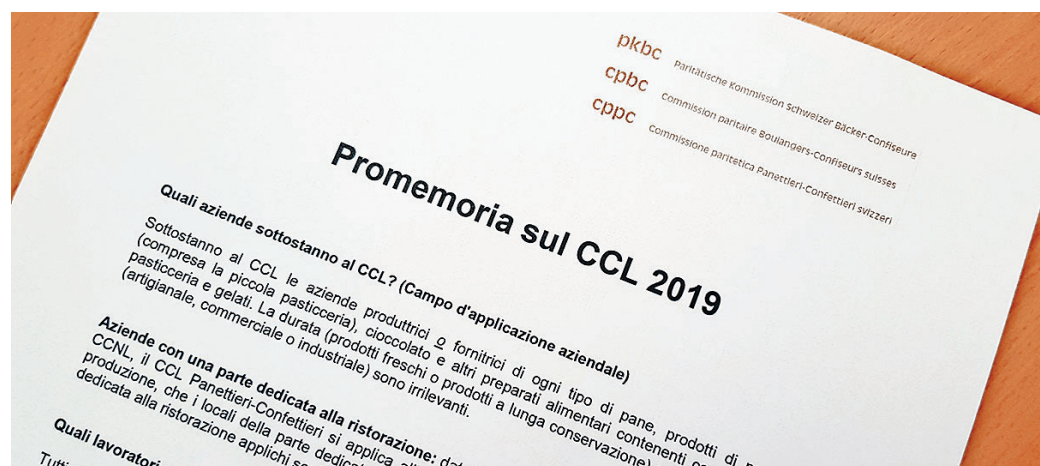 pkbc Paritätische Kommission Schweizer Bäcker-Confiseure
cpbc Commission paritaire Boulangers-Confiseurs suisses
cppc Commissione paritetica Panettieri-Confettieri svizzeri
Promemoria sul CCL 2019
Quali aziende sottostanno al CCL? (Campo d'applicazione aziendale)
Sottostanno al CCL le aziende produttrici o fornitrici di ogni tipo di pane, prodotti di
(compresa la piccola pasticceria), cioccolato e altri preparati alimentari contenenti
pasticceria e gelati. La durata (prodotti freschi o prodotti a lunga conservazione)
(artigianale, commerciale o industriale) sono irrilevanti.
Aziende con una parte dedicata alla ristorazione:
CCNL, il CCL Panettieri-Confettieri si applica
produzione, che i locali della parte
dedicata alla ristorazione applichi
Quali lavoratori